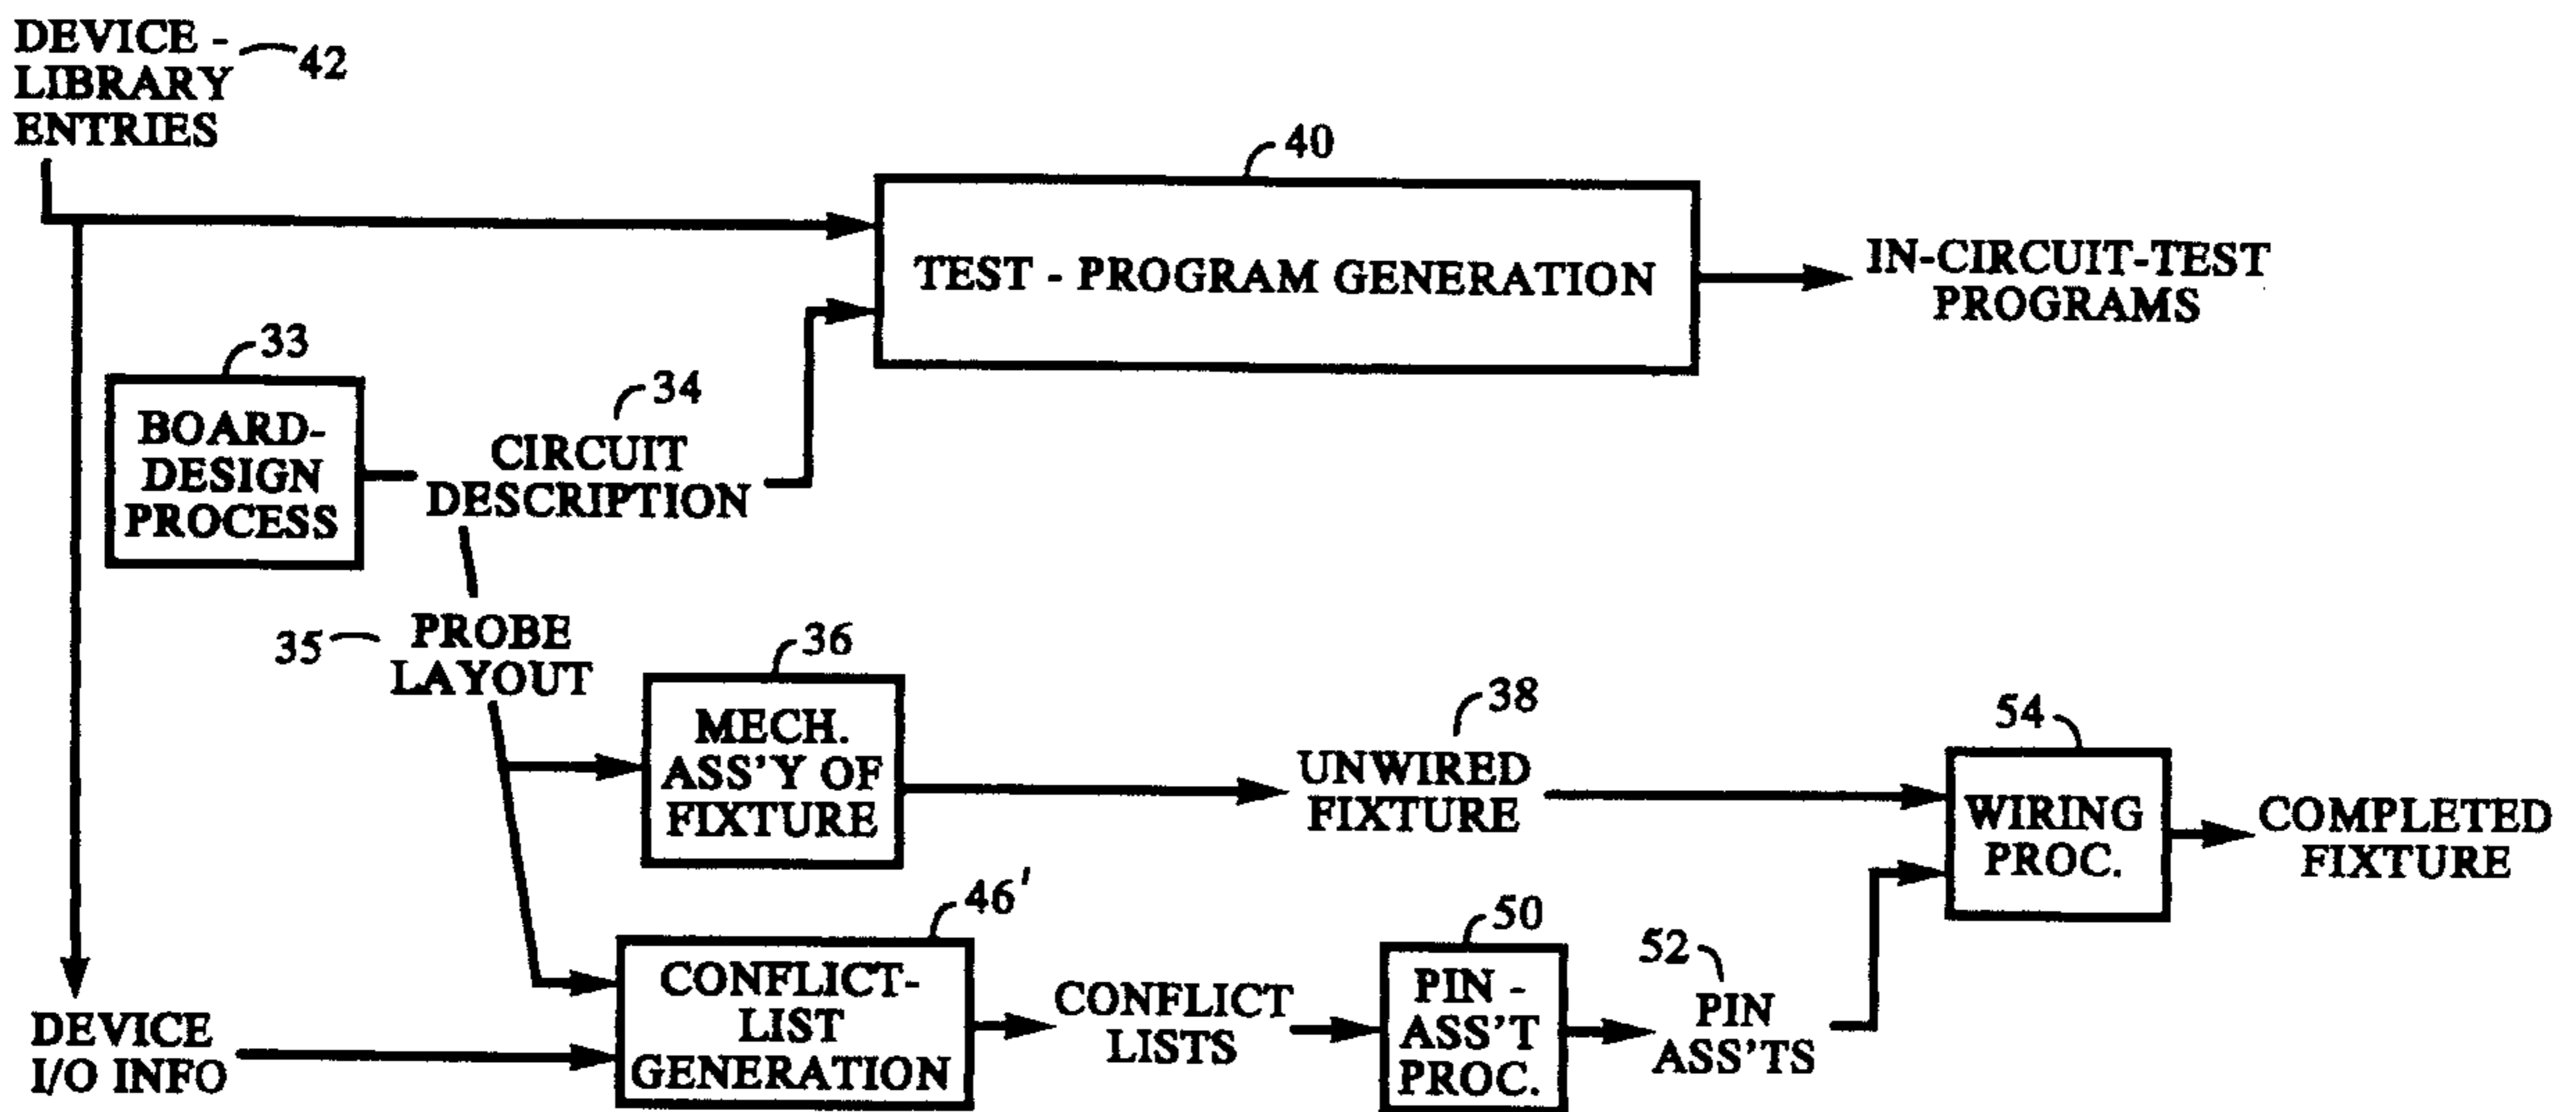 DEVICE -
LIBRARY
ENTRIES
42
40
TEST - PROGRAM GENERATION
IN-CIRCUIT-TEST
PROGRAMS
33
BOARD-
DESIGN
PROCESS
34
CIRCUIT
DESCRIPTION
35
PROBE
LAYOUT
36
MECH.
ASS'Y OF
FIXTURE
38
UNWIRED
FIXTURE
54
WIRING
PROC.
COMPLETED
FIXTURE
46'
CONFLICT-
LIST
GENERATION
DEVICE
I/O INFO
CONFLICT
LISTS
50
PIN -
ASS'T
PROC.
52
PIN
ASS'TS